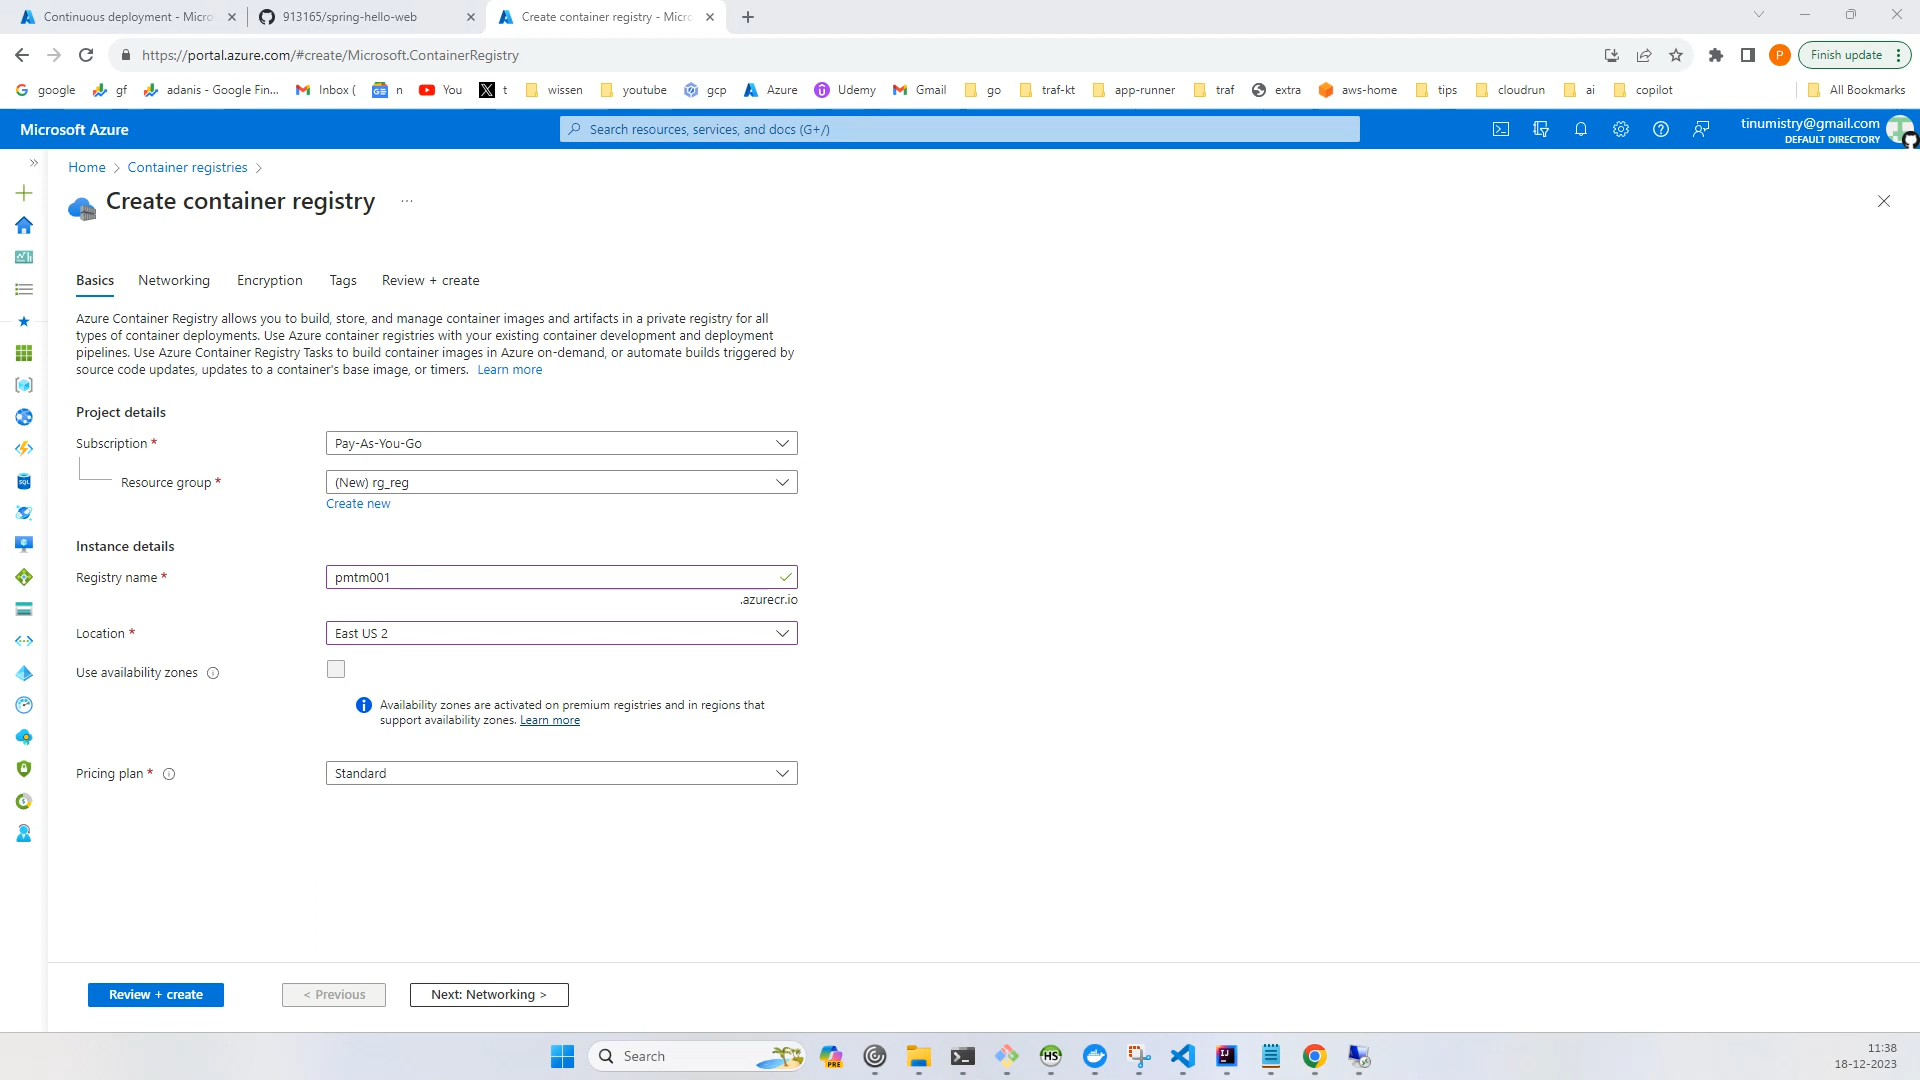 Continuous deployment - Micro
913165/spring-hello-web
Create container registry - Micr
https://portal.azure.com/#create/Microsoft.ContainerRegistry
P
Finish update
google
gf
adanis - Google Fin...
Inbox (
n
You
t
wissen
youtube
gcp
Azure
Udemy
Gmail
go
traf-kt
app-runner
traf
extra
aws-home
tips
cloudrun
ai
copilot
All Bookmarks
Microsoft Azure
Search resources, services, and docs (G+/)
tinumistry@gmail.com
DEFAULT DIRECTORY
Home > Container registries >
Create container registry ...
Basics
Networking
Encryption
Tags
Review + create
Azure Container Registry allows you to build, store, and manage container images and artifacts in a private registry for all
types of container deployments. Use Azure container registries with your existing container development and deployment
pipelines. Use Azure Container Registry Tasks to build container images in Azure on-demand, or automate builds triggered by
source code updates, updates to a container's base image, or timers. Learn more
Project details
Subscription *
Pay-As-You-Go
Resource group *
(New) rg_reg
Create new
Instance details
Registry name *
pmtm001
.azurecr.io
Location *
East US 2
Use availability zones
Availability zones are activated on premium registries and in regions that
support availability zones. Learn more
Pricing plan *
Standard
Review + create
< Previous
Next: Networking >
Search
11:38
18-12-2023